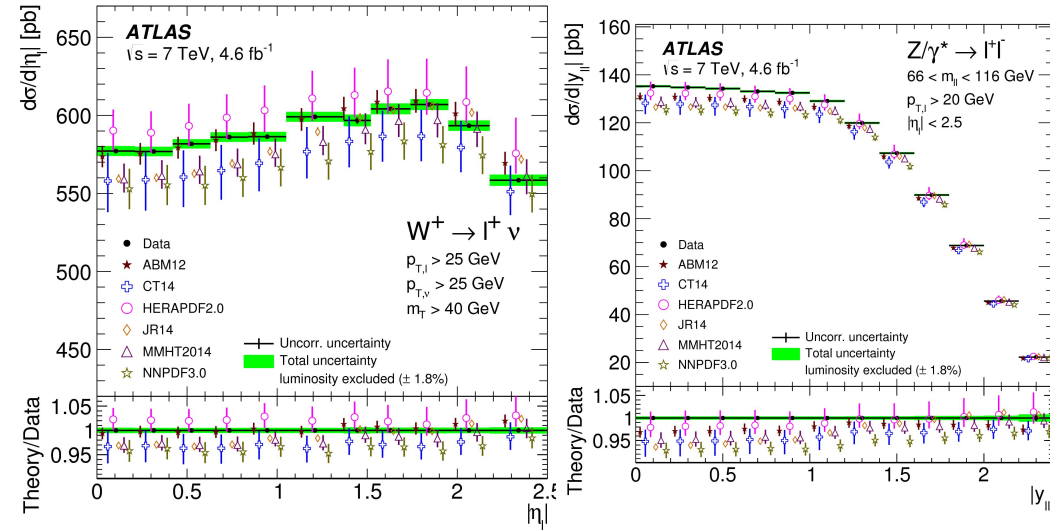 dσ/d|η_l| [pb]
650
600
550
500
450
ATLAS
√s = 7 TeV, 4.6 fb⁻¹
W⁺ → l⁺ ν
p_T,l > 25 GeV
p_T,ν > 25 GeV
m_T > 40 GeV
Data
ABM12
CT14
HERAPDF2.0
JR14
MMHT2014
NNPDF3.0
Uncorr. uncertainty
Total uncertainty
luminosity excluded (± 1.8%)
Theory/Data
1.05
1
0.95
0 0.5 1 1.5 2 2.5
|η_l|
dσ/d|y_ll| [pb]
160
140
120
100
80
60
40
20
ATLAS
√s = 7 TeV, 4.6 fb⁻¹
Z/γ* → l⁺l⁻
66 < m_ll < 116 GeV
p_T,l > 20 GeV
|η_l| < 2.5
Data
ABM12
CT14
HERAPDF2.0
JR14
MMHT2014
NNPDF3.0
Uncorr. uncertainty
Total uncertainty
luminosity excluded (± 1.8%)
Theory/Data
1.05
1
0.95
0 0.5 1 1.5 2
|y_ll